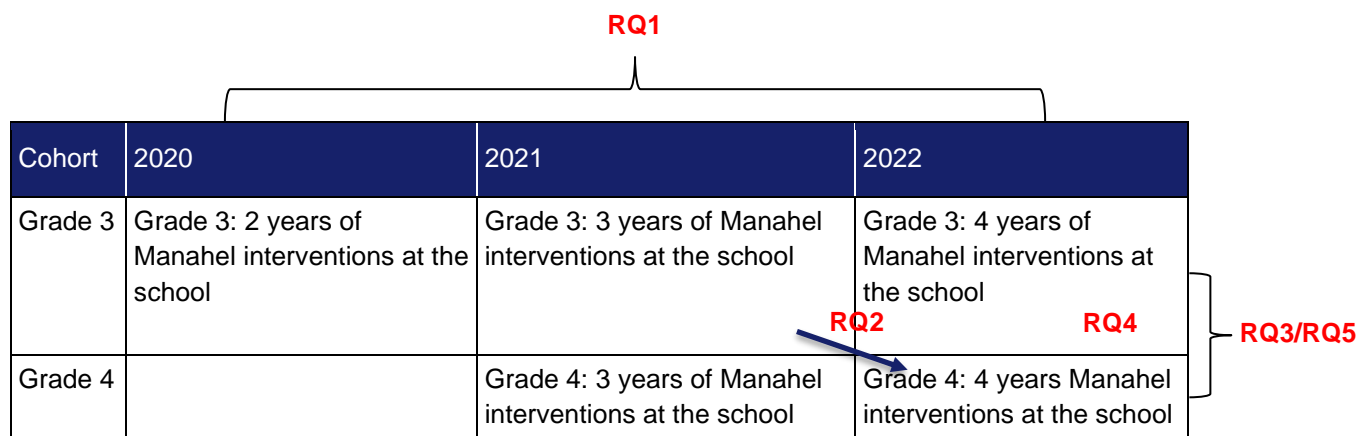 RQ1
Cohort 2020 2021 2022
Grade 3 Grade 3: 2 years of Grade 3: 3 years of Manahel Grade 3: 4 years of
Manahel interventions at the interventions at the school Manahel interventions at
school the school
RQ2 RQ4 RQ3/RQ5
Grade 4 Grade 4: 3 years of Manahel Grade 4: 4 years Manahel
interventions at the school interventions at the school